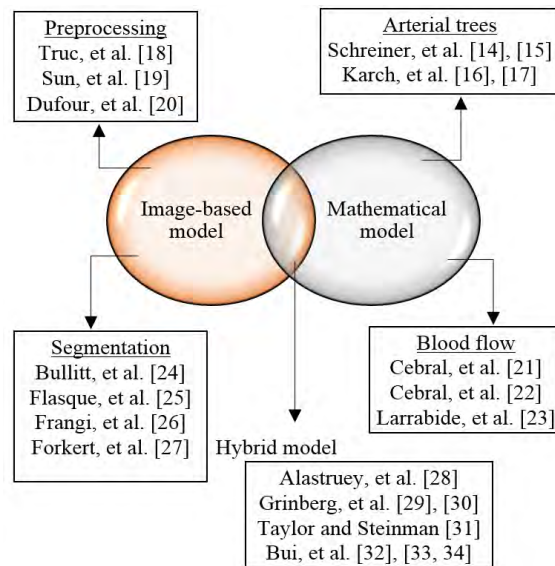 Preprocessing
Truc, et al. [18]
Sun, et al. [19]
Dufour, et al. [20]
Arterial trees
Schreiner, et al. [14], [15]
Karch, et al. [16], [17]
Image-based
model
Mathematical
model
Segmentation
Bullitt, et al. [24]
Flasque, et al. [25]
Frangi, et al. [26]
Forkert, et al. [27]
Blood flow
Cebral, et al. [21]
Cebral, et al. [22]
Larrabide, et al. [23]
Hybrid model
Alastruey, et al. [28]
Grinberg, et al. [29], [30]
Taylor and Steinman [31]
Bui, et al. [32], [33, 34]